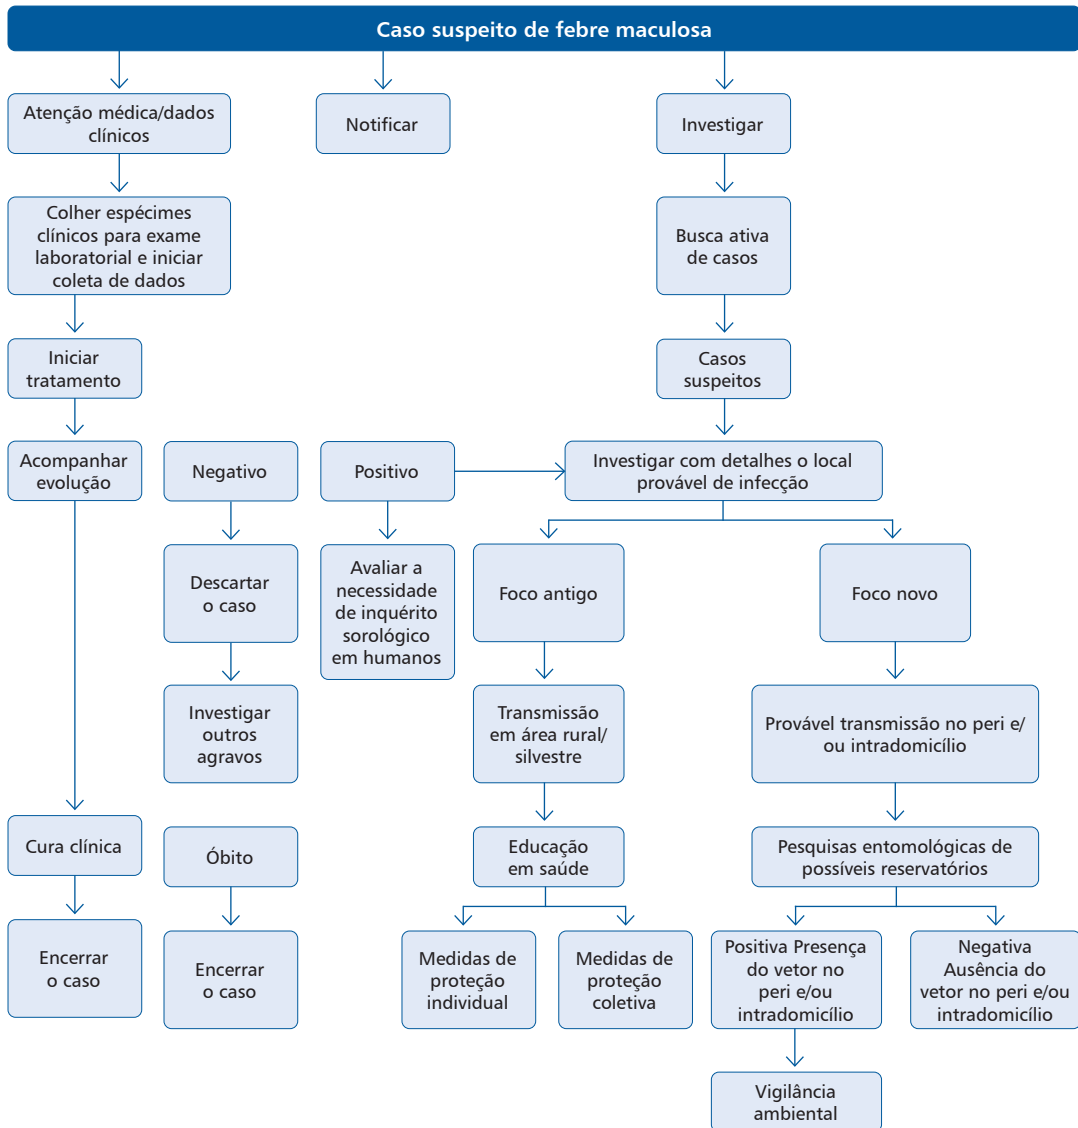 Caso suspeito de febre maculosa
Atenção médica/dados
clínicos
Notificar
Investigar
Colher espécimes
clínicos para exame
laboratorial e iniciar
coleta de dados
Busca ativa
de casos
Iniciar
tratamento
Casos
suspeitos
Acompanhar
evolução
Negativo
Positivo
Investigar com detalhes o local
provável de infecção
Descartar
o caso
Avaliar a
necessidade
de inquérito
sorológico
em humanos
Foco antigo
Foco novo
Investigar
outros
agravos
Transmissão
em área rural/
silvestre
Provável transmissão no peri e/
ou intradomicílio
Cura clínica
Óbito
Educação
em saúde
Pesquisas entomológicas de
possíveis reservatórios
Encerrar
o caso
Encerrar
o caso
Medidas de
proteção
individual
Medidas de
proteção
coletiva
Positiva Presença
do vetor no
peri e/ou
intradomicílio
Negativa
Ausência do
vetor no peri e/ou
intradomicílio
Vigilância
ambiental